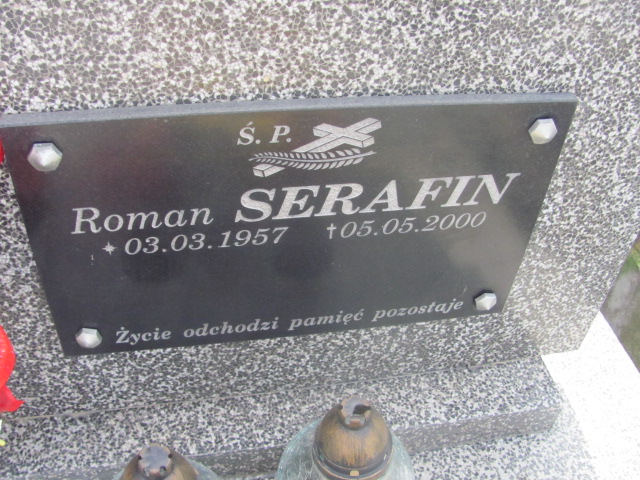 Ś. P.
Roman SERAFIN
03.03.1957 †05.05.2000
Życie odchodzi pamięć pozostaje